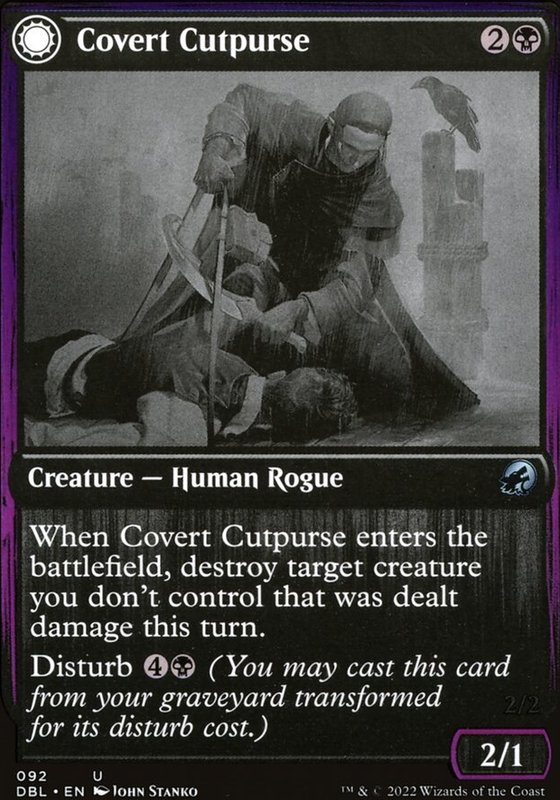 Covert Cutpurse 2
Creature — Human Rogue
When Covert Cutpurse enters the
battlefield, destroy target creature
you don't control that was dealt
damage this turn.
Disturb 4 (You may cast this card
from your graveyard transformed
for its disturb cost.)
2/2
2/1
092 U
DBL • EN John Stanko
™ & © 2022 Wizards of the Coast